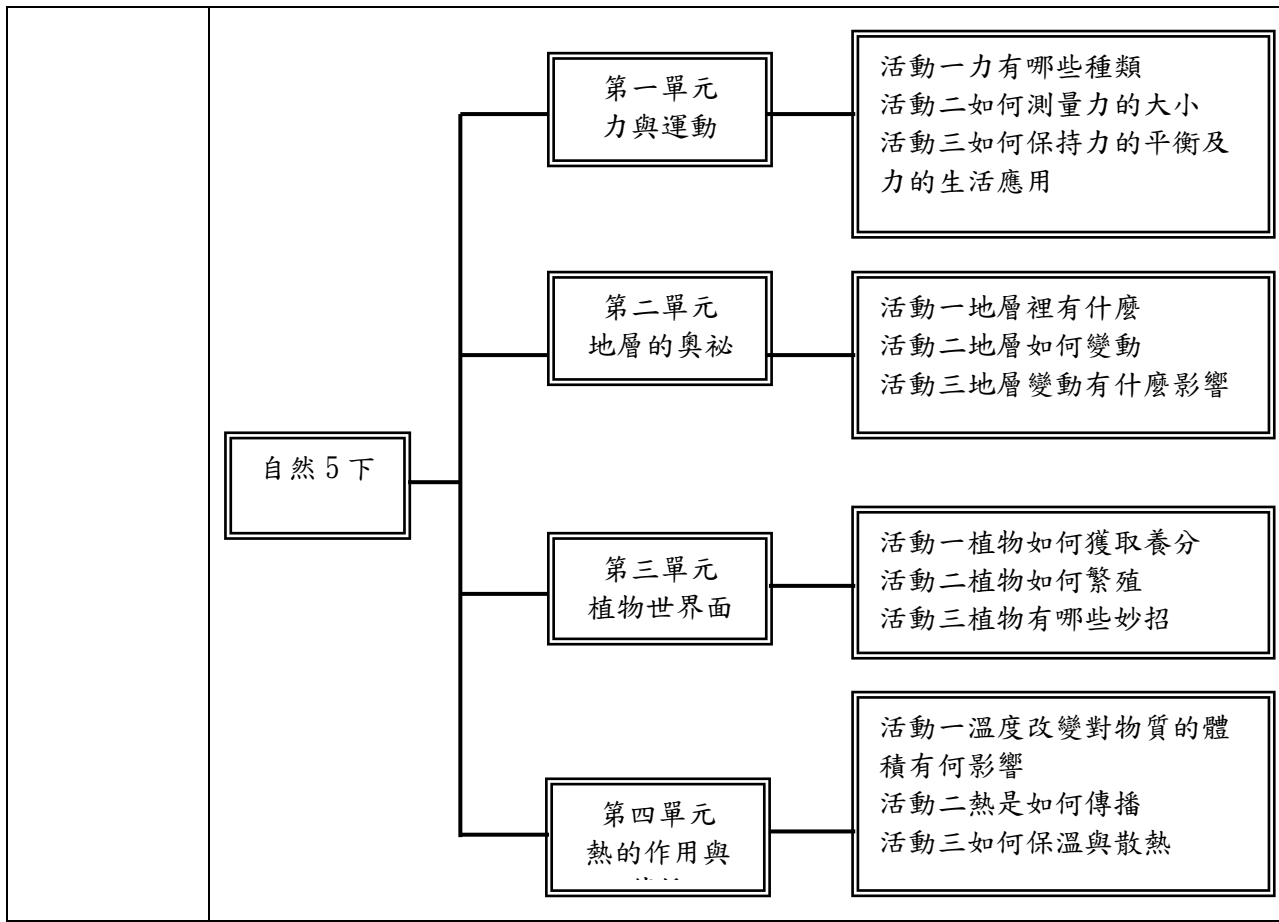 自然5下
第一單元
力與運動
活動一力有哪些種類
活動二如何測量力的大小
活動三如何保持力的平衡及
力的生活應用
第二單元
地層的奧祕
活動一地層裡有什麼
活動二地層如何變動
活動三地層變動有什麼影響
第三單元
植物世界面
活動一植物如何獲取養分
活動二植物如何繁殖
活動三植物有哪些妙招
第四單元
熱的作用與
活動一溫度改變對物質的體
積有何影響
活動二熱是如何傳播
活動三如何保溫與散熱